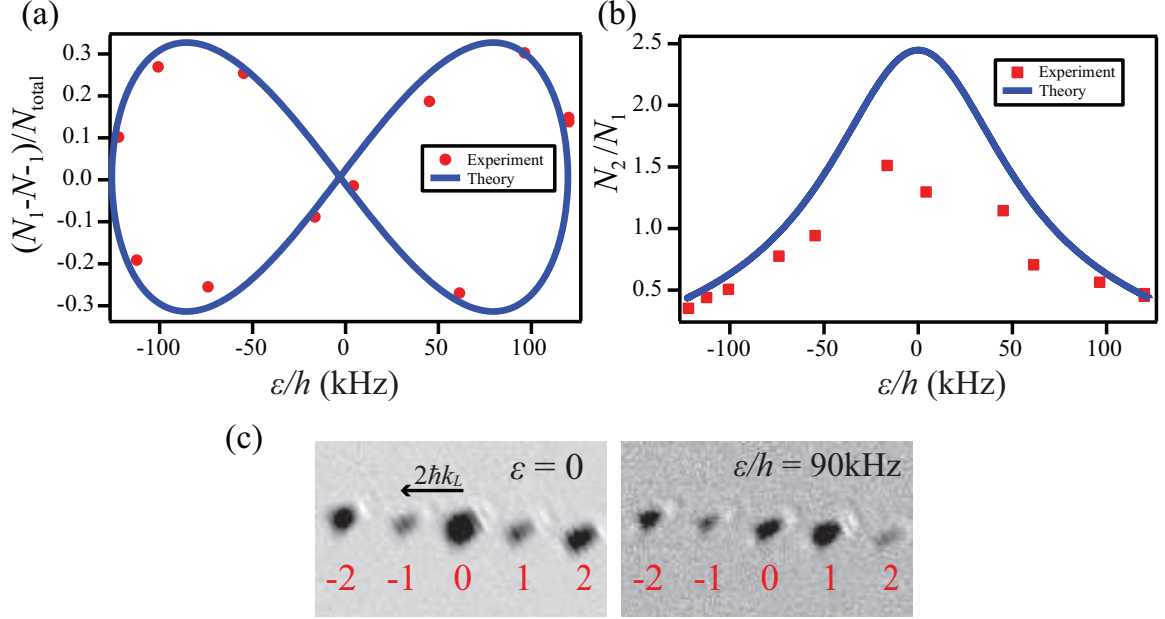 (a)
(N₁-N-₁)/N_total
0.3
0.2
0.1
0.0
-0.1
-0.2
-0.3
Experiment
Theory
-100
-50
0
50
100
ε/h (kHz)
(b)
N₂/N₁
2.5
2.0
1.5
1.0
0.5
Experiment
Theory
-100
-50
0
50
100
ε/h (kHz)
(c)
2ħk_L
ε = 0
-2 -1 0 1 2
ε/h = 90kHz
-2 -1 0 1 2